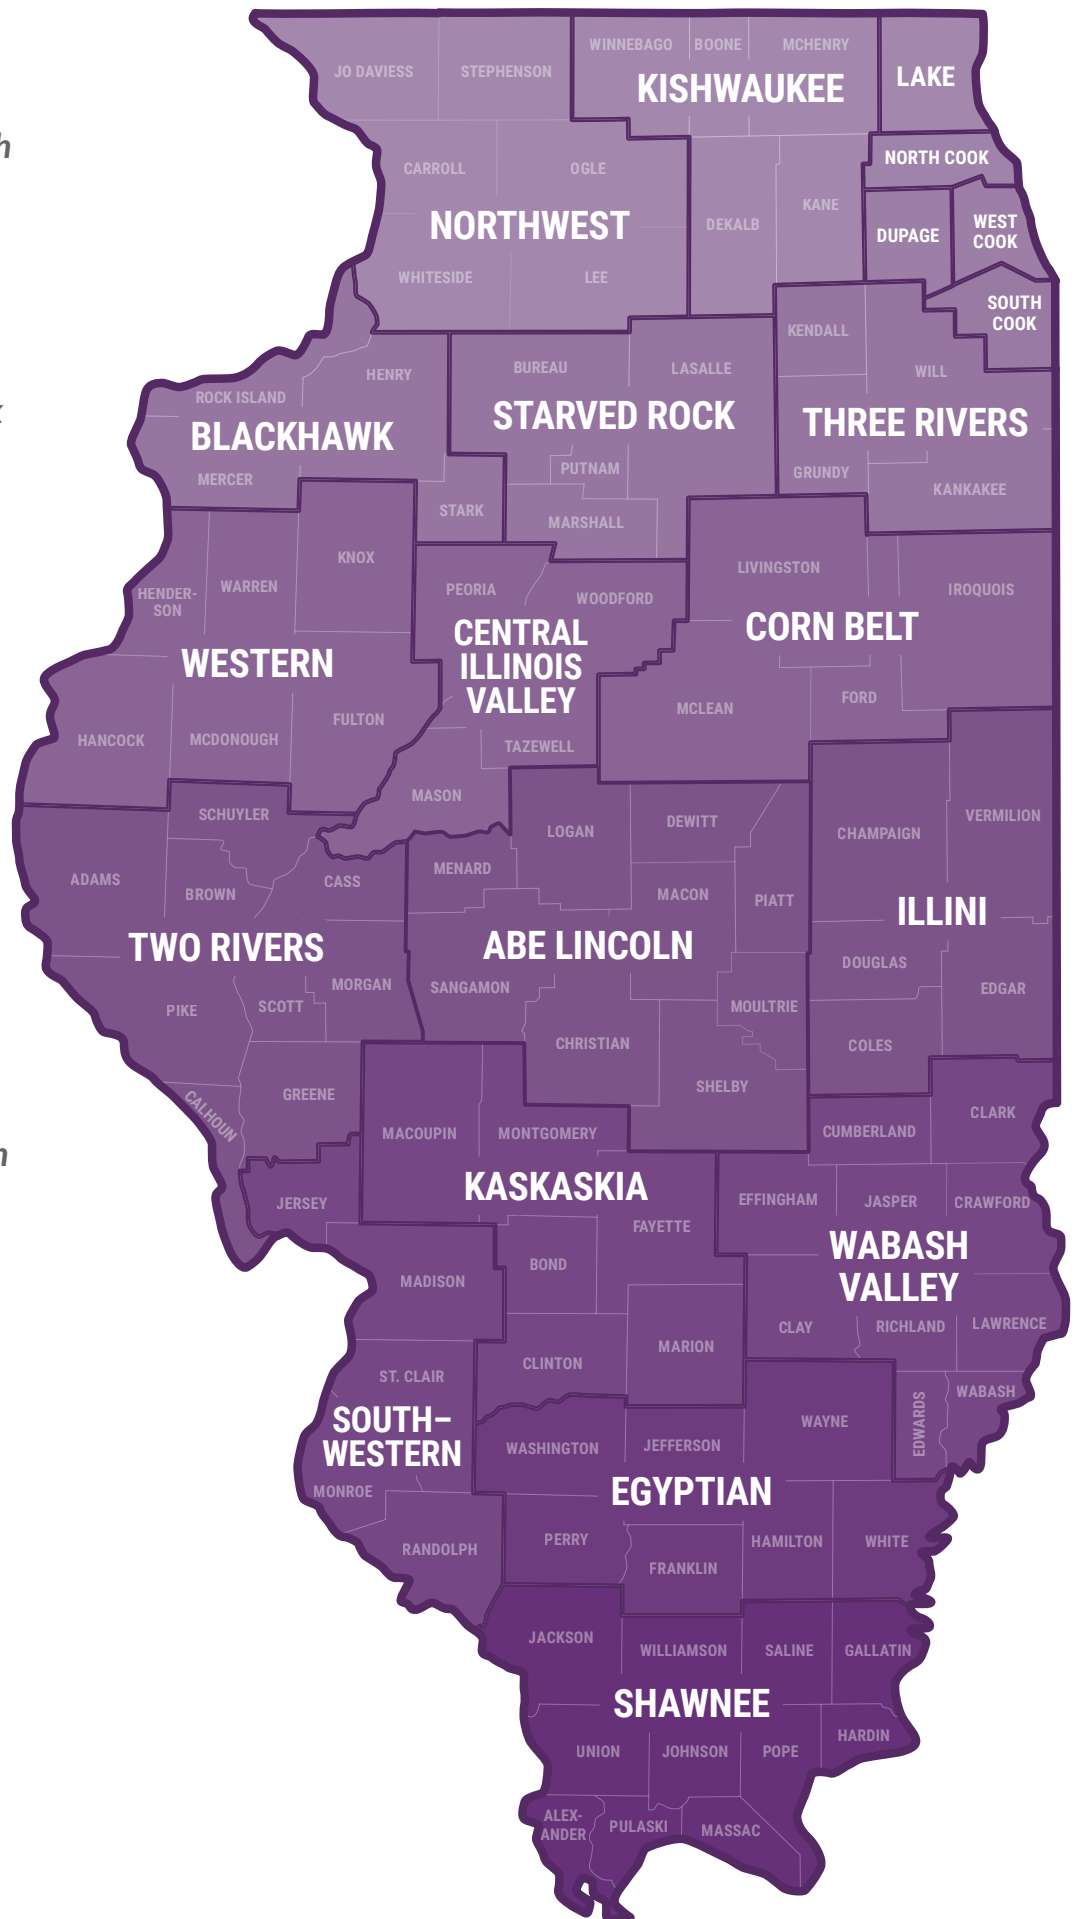 JO DAVIESS
STEPHENSON
WINNEBAGO
BOONE
MCHENRY
KISHWAUKEE
LAKE
h
CARROLL
OGLE
NORTHWEST
WHITESIDE
LEE
DEKALB
KANE
NORTH COOK
DUPAGE
WEST
COOK
SOUTH
COOK
HENRY
ROCK ISLAND
BLACKHAWK
MERCER
STARK
BUREAU
LASALLE
STARVED ROCK
PUTNAM
MARSHALL
KENDALL
WILL
THREE RIVERS
GRUNDY
KANKAKEE
KNOX
WARREN
HENDER-
SON
WESTERN
HANCOCK
MCDONOUGH
FULTON
PEORIA
WOODFORD
CENTRAL
ILLINOIS
VALLEY
TAZEWELL
MASON
LIVINGSTON
IROQUOIS
CORN BELT
MCLEAN
FORD
SCHUYLER
ADAMS
BROWN
CASS
TWO RIVERS
PIKE
SCOTT
MORGAN
GREENE
CALHOUN
LOGAN
DEWITT
MENARD
MACON
PIATT
ABE LINCOLN
SANGAMON
CHRISTIAN
MOULTRIE
SHELBY
CHAMPAIGN
VERMILION
ILLINI
DOUGLAS
EDGAR
COLES
n
MACOUPIN
MONTGOMERY
KASKASKIA
FAYETTE
BOND
CLINTON
MARION
CUMBERLAND
CLARK
EFFINGHAM
JASPER
CRAWFORD
WABASH
VALLEY
CLAY
RICHLAND
LAWRENCE
EDWARDS
WABASH
JERSEY
MADISON
ST. CLAIR
SOUTH–
WESTERN
MONROE
RANDOLPH
WAYNE
WASHINGTON
JEFFERSON
EGYPTIAN
PERRY
FRANKLIN
HAMILTON
WHITE
JACKSON
WILLIAMSON
SALINE
GALLATIN
SHAWNEE
UNION
JOHNSON
POPE
HARDIN
ALEX-
ANDER
PULASKI
MASSAC